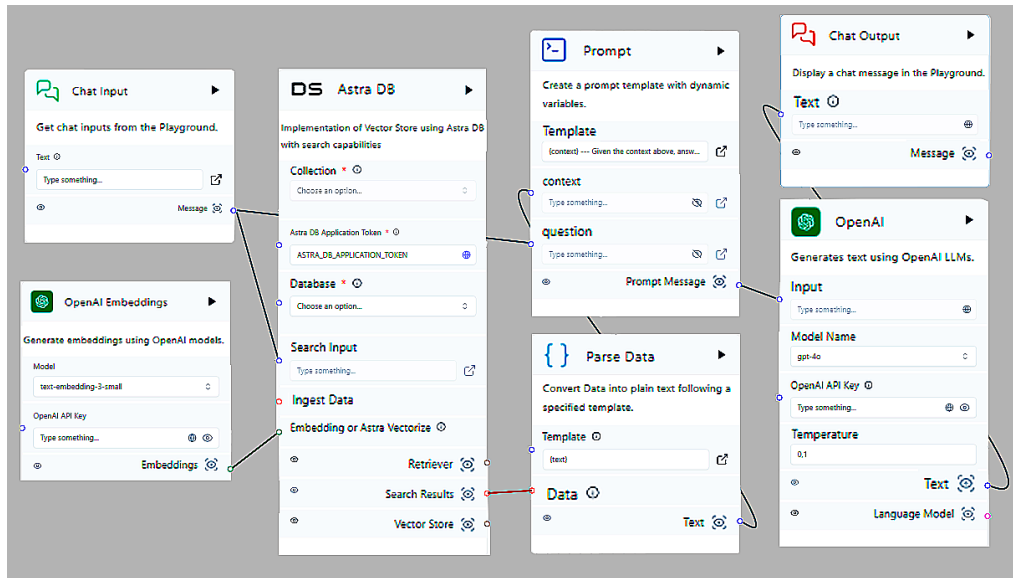 Chat Input
Get chat inputs from the Playground.
Text
Type something...
Message
OpenAI Embeddings
Generate embeddings using OpenAI models.
Model
text-embedding-3-small
OpenAI API Key
Type something...
Embeddings
DS Astra DB
Implementation of Vector Store using Astra DB
with search capabilities
Collection *
Choose an option...
Astra DB Application Token *
ASTRA_DB_APPLICATION_TOKEN
Database *
Choose an option...
Search Input
Type something...
Ingest Data
Embedding or Astra Vectorize
Retriever
Search Results
Vector Store
Prompt
Create a prompt template with dynamic
variables.
Template
{context} --- Given the context above, answ...
context
Type something...
question
Type something...
Prompt Message
Parse Data
Convert Data into plain text following a
specified template.
Template
{text}
Data
Text
Chat Output
Display a chat message in the Playground.
Text
Type something...
Message
OpenAI
Generates text using OpenAI LLMs.
Input
Type something...
Model Name
gpt-4o
OpenAI API Key
Type something...
Temperature
0,1
Text
Language Model